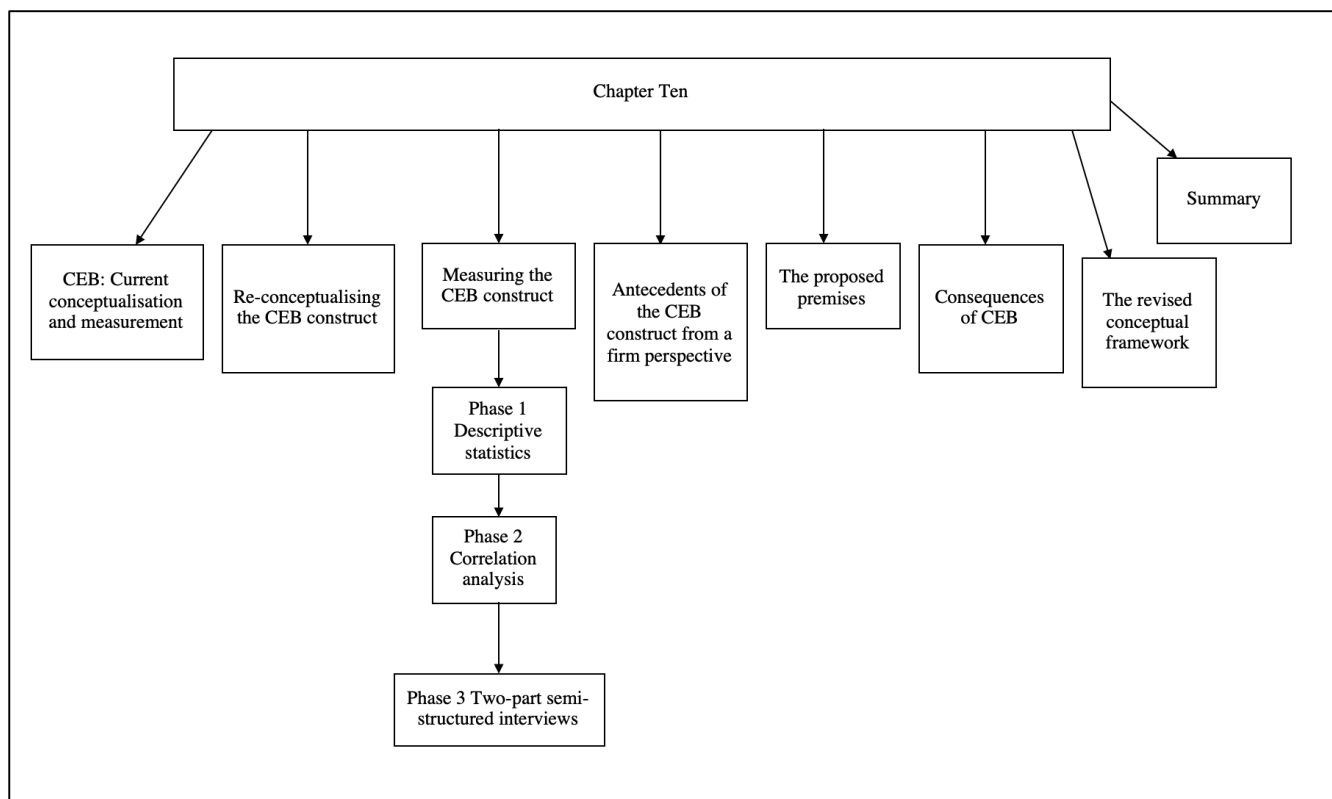 Chapter Ten
Summary
CEB: Current
conceptualisation
and measurement
Re-conceptualising
the CEB construct
Measuring the
CEB construct
Antecedents of
the CEB
construct from a
firm perspective
The proposed
premises
Consequences
of CEB
The revised
conceptual
framework
Phase 1
Descriptive
statistics
Phase 2
Correlation
analysis
Phase 3 Two-part semi-
structured interviews